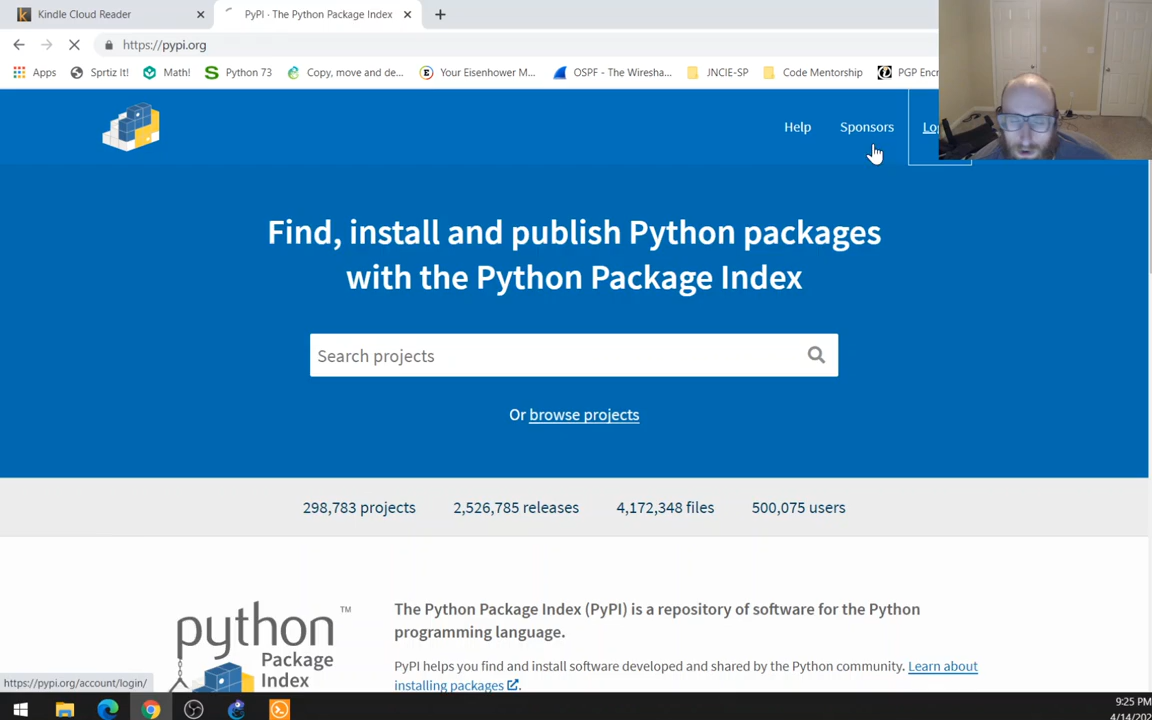 Kindle Cloud Reader
PyPI · The Python Package Index
https://pypi.org
Apps
Sprtiz It!
Math!
Python 73
Copy, move and de...
Your Eisenhower M...
OSPF - The Wiresha...
JNCIE-SP
Code Mentorship
PGP Encr
Help
Sponsors
Lo
Find, install and publish Python packages
with the Python Package Index
Search projects
Or browse projects
298,783 projects
2,526,785 releases
4,172,348 files
500,075 users
python
TM
Package
Index
The Python Package Index (PyPI) is a repository of software for the Python
programming language.
PyPI helps you find and install software developed and shared by the Python community. Learn about
installing packages.
https://pypi.org/account/login/
9:25 PM
4/14/202